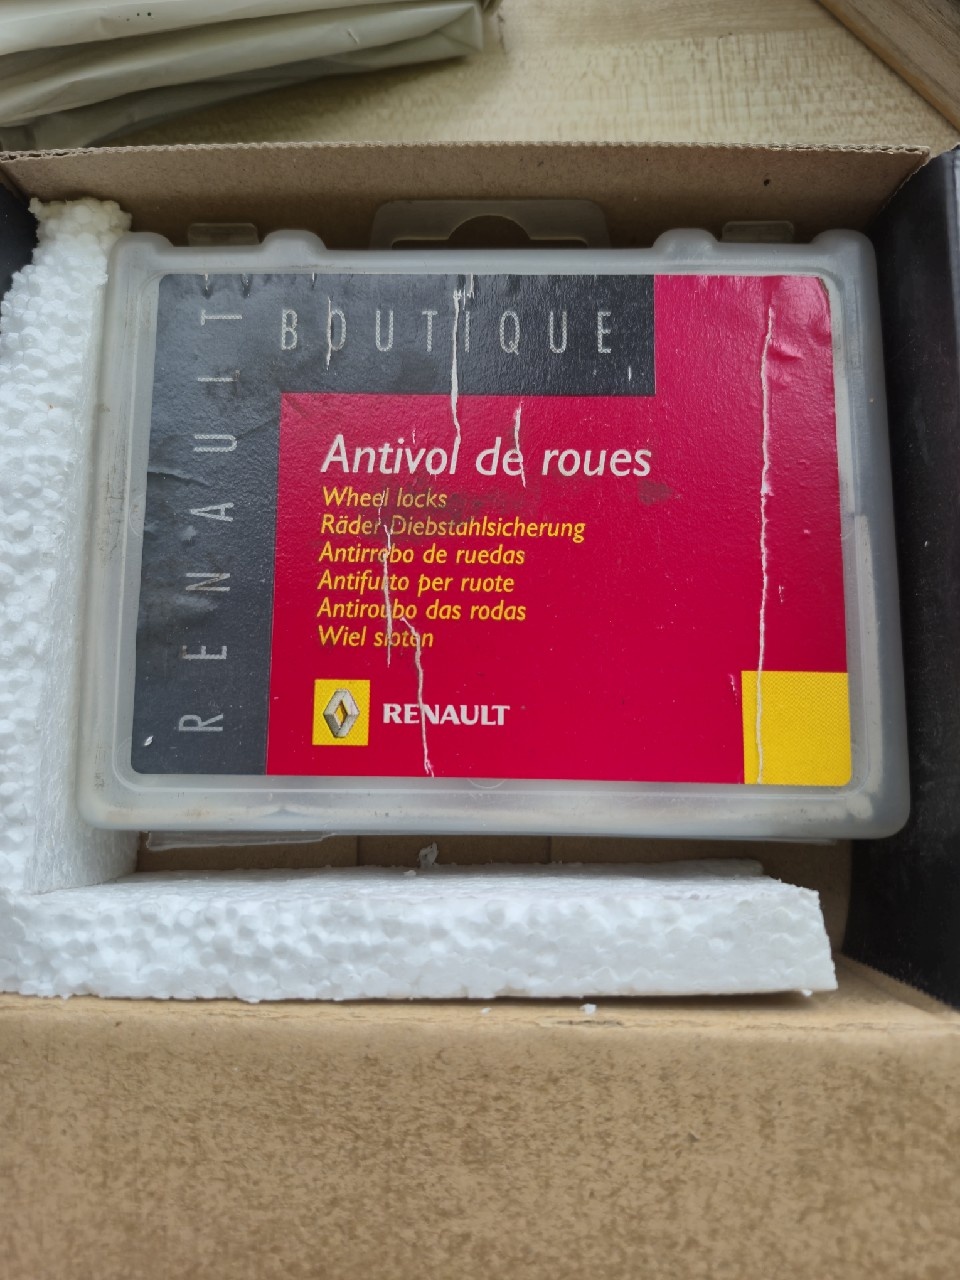 BOUTIQUE
RENAULT
Antivol de roues
Wheel locks
Räder Diebstahlsicherung
Antirrobo de ruedas
Antifurto per ruote
Antiroubo das rodas
Wiel sloten
RENAULT